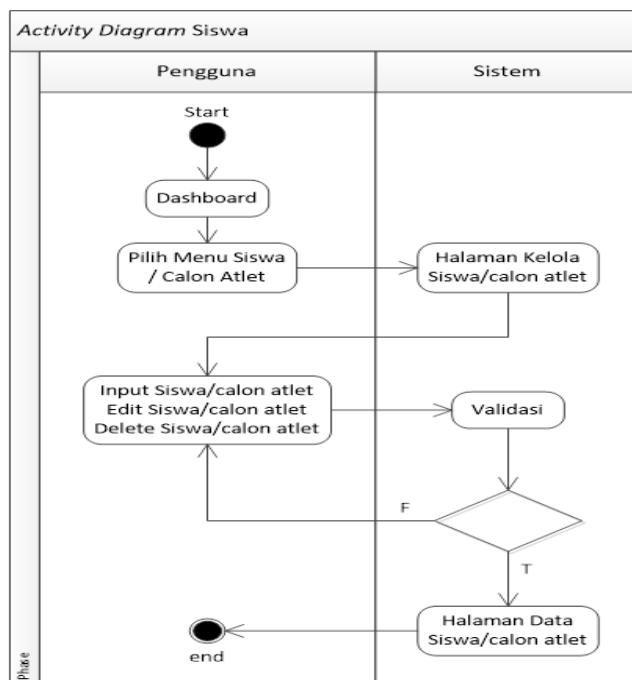 Activity Diagram Siswa
Pengguna
Sistem
Start
Dashboard
Pilih Menu Siswa
/ Calon Atlet
Halaman Kelola
Siswa/calon atlet
Input Siswa/calon atlet
Edit Siswa/calon atlet
Delete Siswa/calon atlet
Validasi
F
T
Halaman Data
Siswa/calon atlet
end
Phase